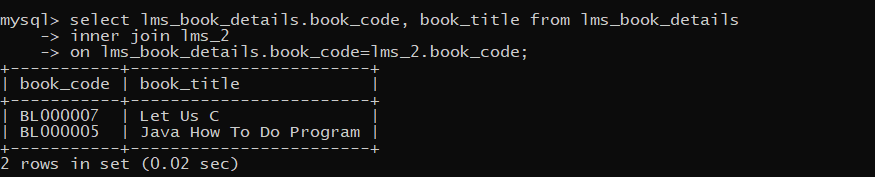 mysql> select lms_book_details.book_code, book_title from lms_book_details
    -> inner join lms_2
    -> on lms_book_details.book_code=lms_2.book_code;
+-----------+------------------------+
| book_code | book_title             |
+-----------+------------------------+
| BL000007  | Let Us C               |
| BL000005  | Java How To Do Program |
+-----------+------------------------+
2 rows in set (0.02 sec)